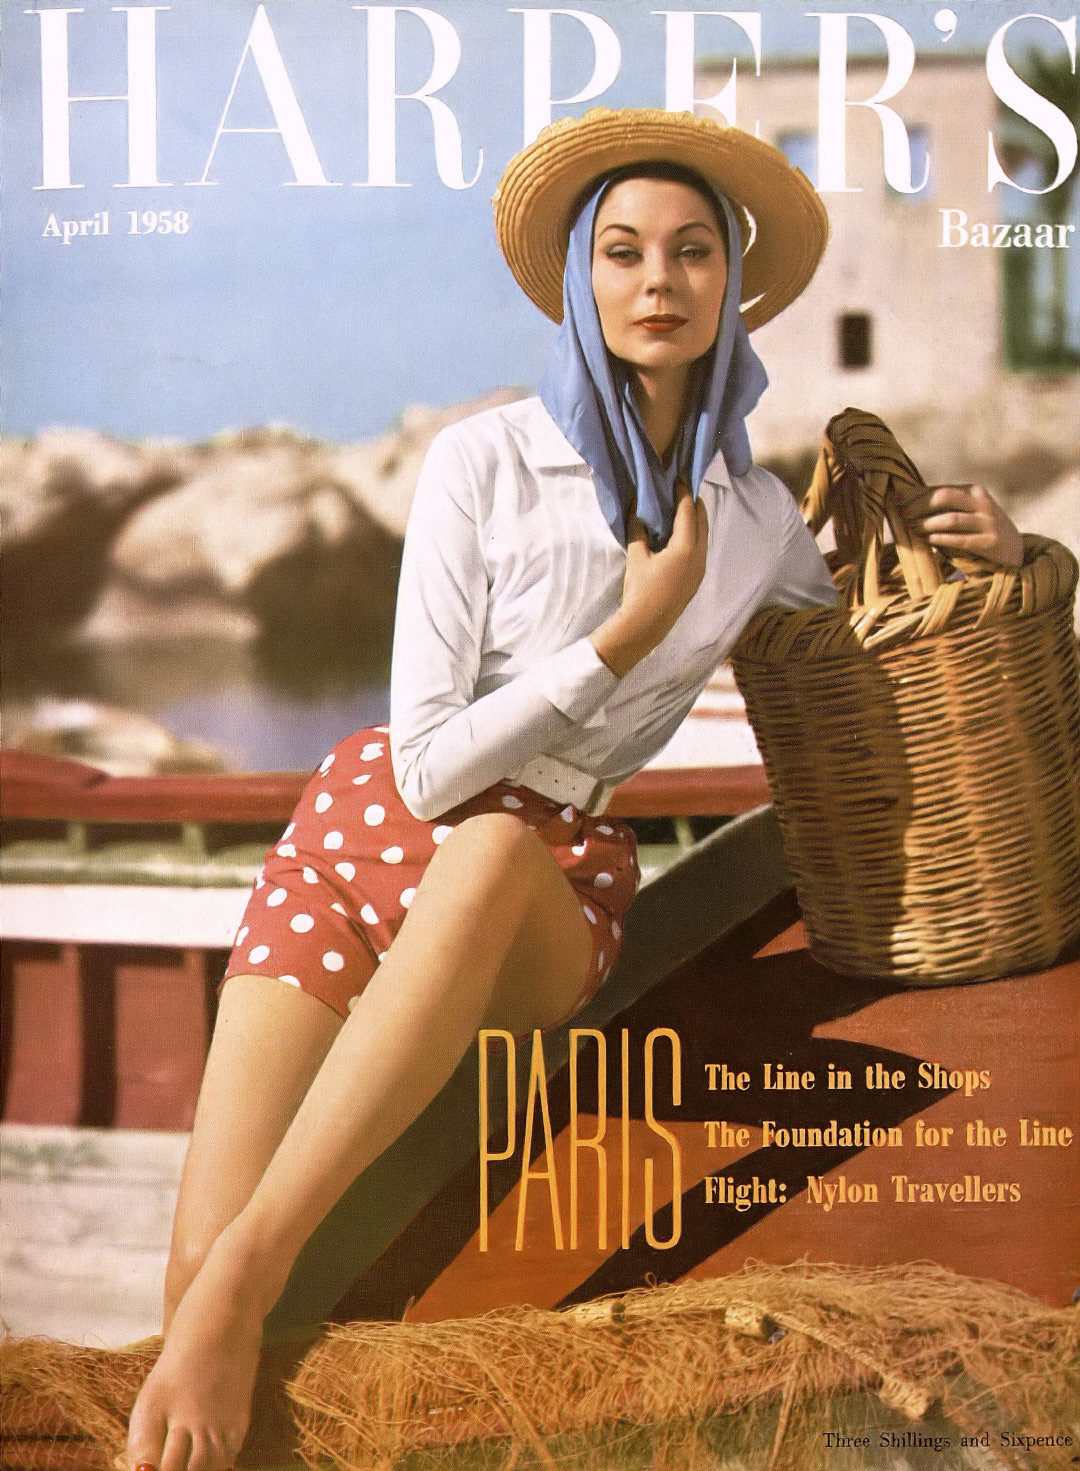 HARPER'S
April 1958
Bazaar
PARIS
The Line in the Shops
The Foundation for the Line
Flight: Nylon Travellers
Three Shillings and Sixpence